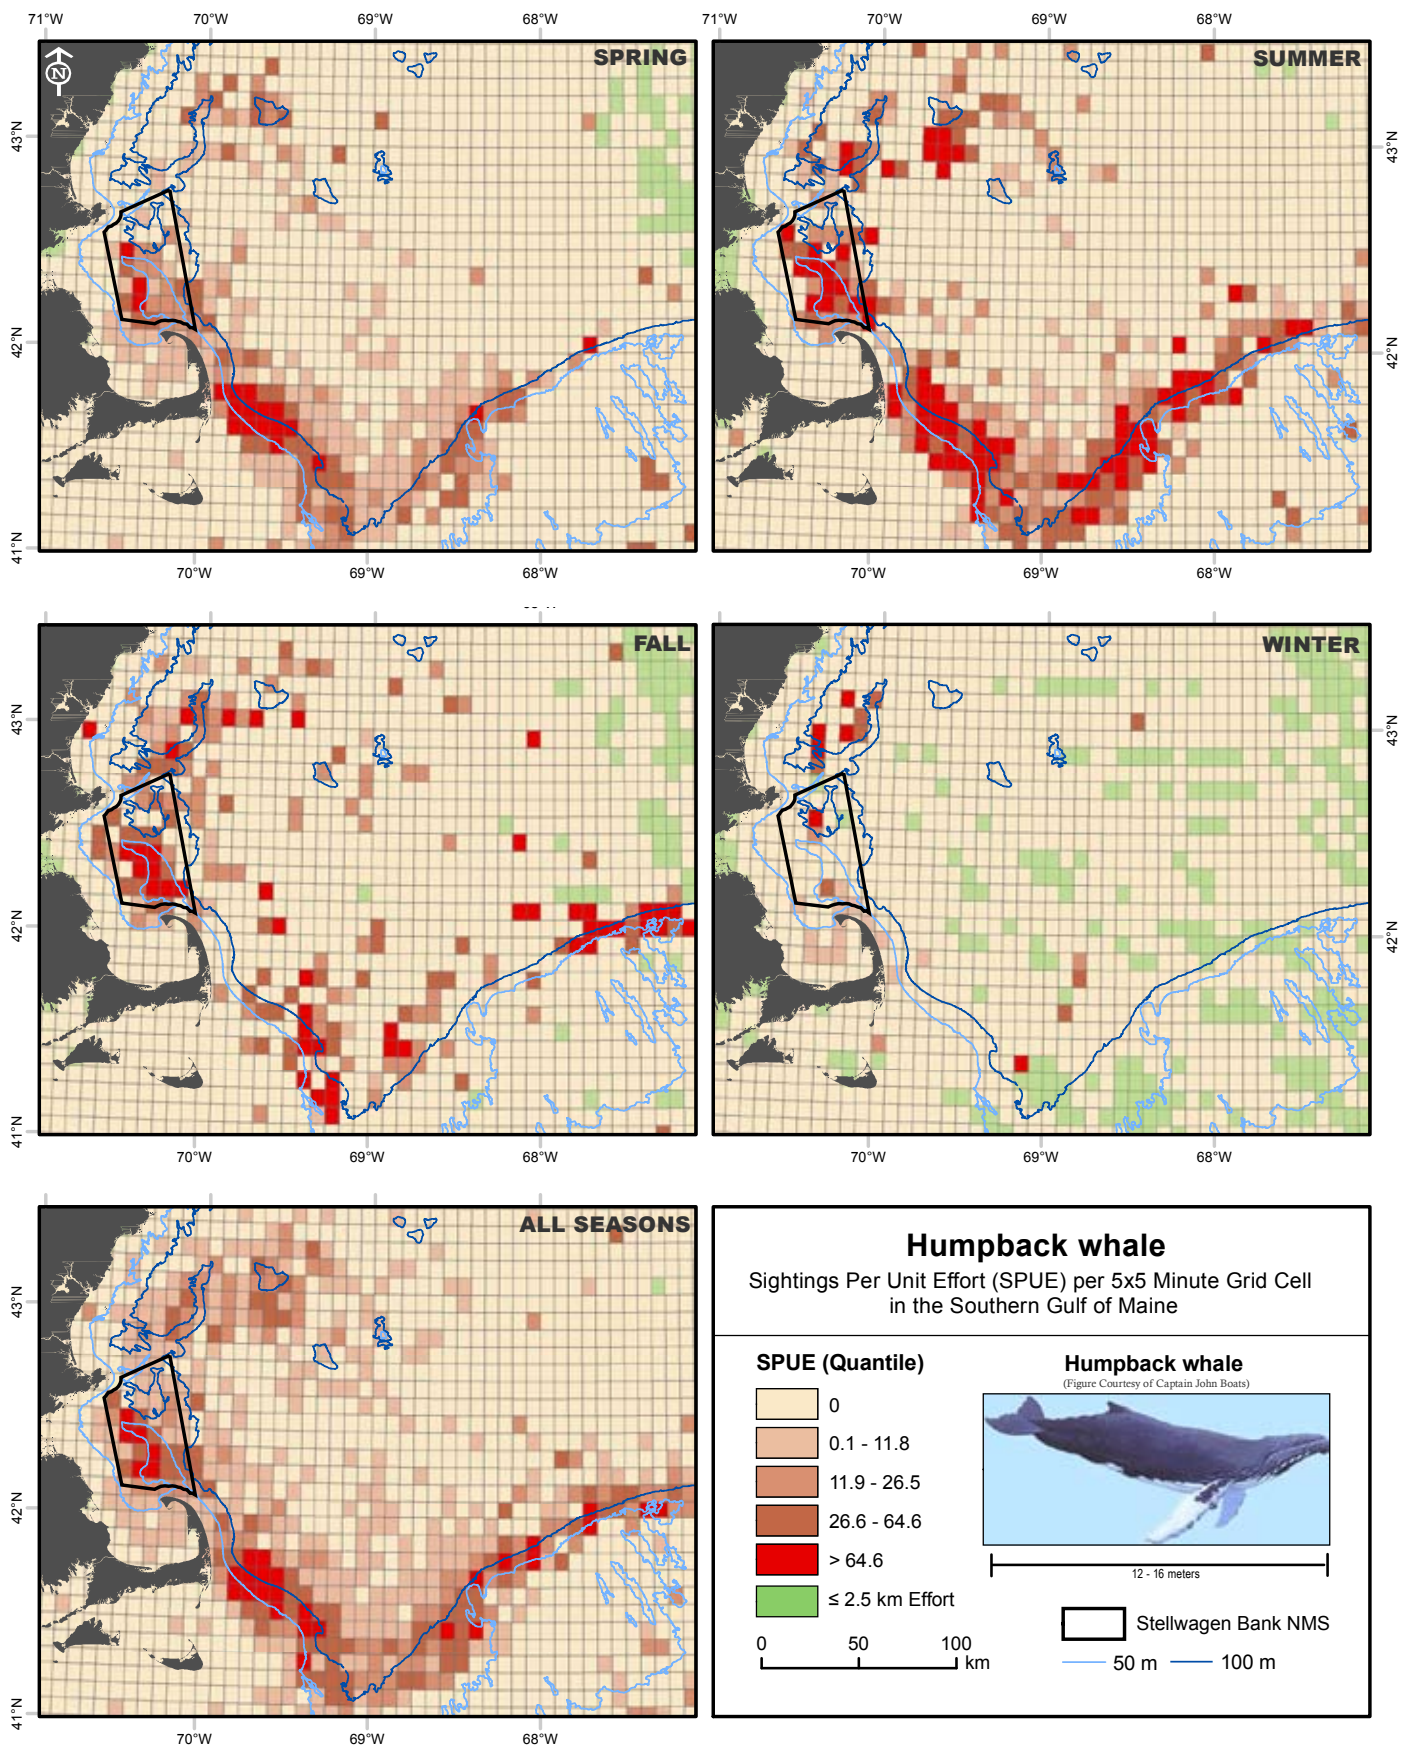 71°W 70°W 69°W 68°W 71°W 70°W 69°W 68°W
N
SPRING
SUMMER
43°N
42°N
41°N
43°N
42°N
70°W 69°W 68°W 70°W 69°W 68°W
FALL
WINTER
43°N
42°N
41°N
43°N
42°N
70°W 69°W 68°W 70°W 69°W 68°W
ALL SEASONS
43°N
42°N
41°N
70°W 69°W 68°W
Humpback whale
Sightings Per Unit Effort (SPUE) per 5x5 Minute Grid Cell
in the Southern Gulf of Maine
SPUE (Quantile)
0
0.1 - 11.8
11.9 - 26.5
26.6 - 64.6
> 64.6
≤ 2.5 km Effort
0 50 100
km
Humpback whale
(Figure Courtesy of Captain John Boats)
12 - 16 meters
Stellwagen Bank NMS
50 m 100 m